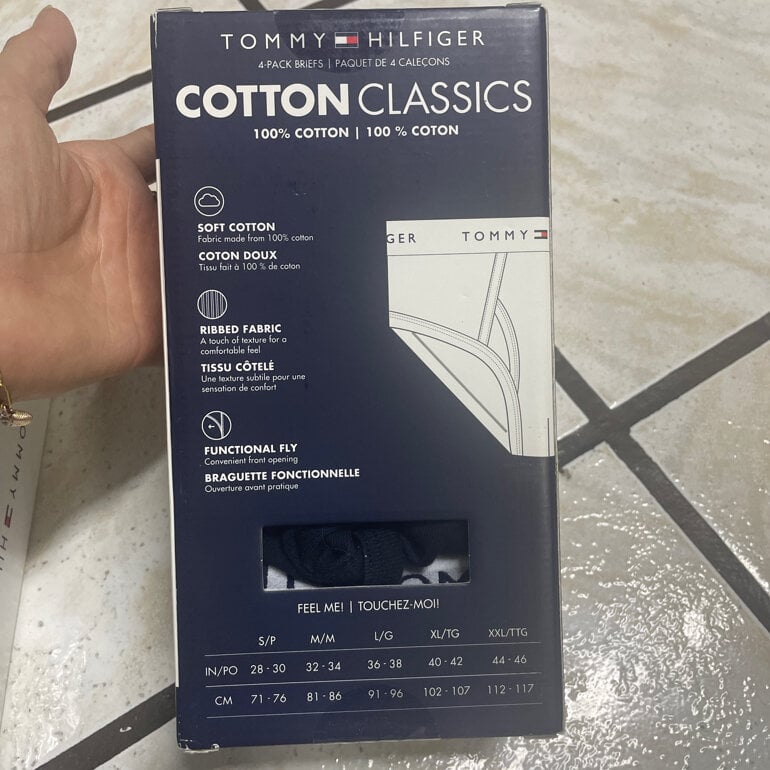 TOMMY HILFIGER
4-PACK BRIEFS | PAQUET DE 4 CALEÇONS
COTTON CLASSICS
100% COTTON | 100 % COTON
SOFT COTTON
Fabric made from 100% cotton
COTON DOUX
Tissu fait à 100 % de coton
GER TOMMY
RIBBED FABRIC
A touch of texture for a
comfortable feel
TISSU CÔTELÉ
Une texture subtile pour une
sensation de confort
FUNCTIONAL FLY
Convenient front opening
BRAGUETTE FONCTIONNELLE
Ouverture avant pratique
FEEL ME! | TOUCHEZ-MOI!
S/P M/M L/G XL/TG XXL/TTG
IN/PO 28 - 30 32 - 34 36 - 38 40 - 42 44 - 46
CM 71 - 76 81 - 86 91 - 96 102 - 107 112 - 117
TOMMY HIL